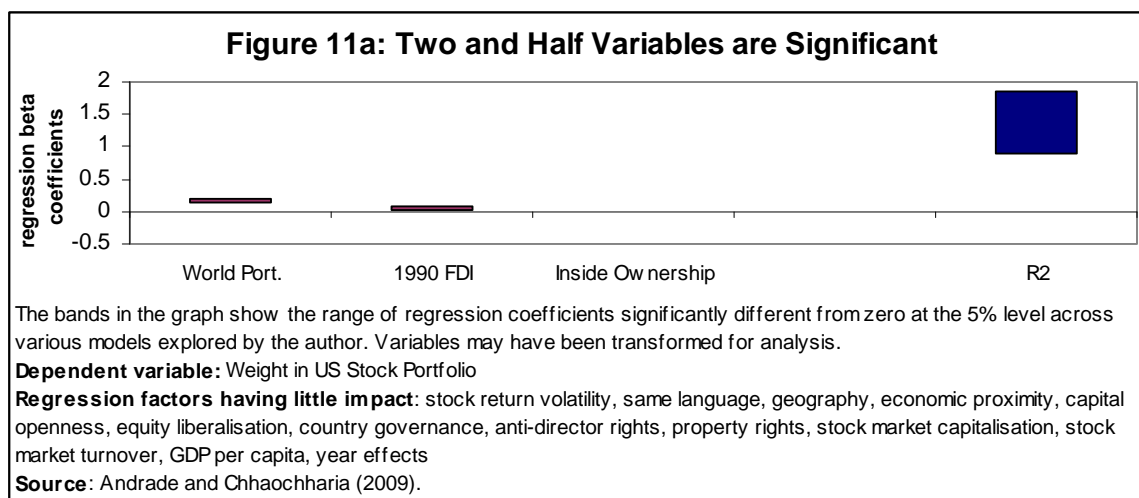 Figure 11a: Two and Half Variables are Significant
regression beta
coefficients
2
1.5
1
0.5
0
-0.5
World Port.
1990 FDI
Inside Ownership
R2
The bands in the graph show the range of regression coefficients significantly different from zero at the 5% level across
various models explored by the author. Variables may have been transformed for analysis.
Dependent variable: Weight in US Stock Portfolio
Regression factors having little impact: stock return volatility, same language, geography, economic proximity, capital
openness, equity liberalisation, country governance, anti-director rights, property rights, stock market capitalisation, stock
market turnover, GDP per capita, year effects
Source: Andrade and Chhaochharia (2009).